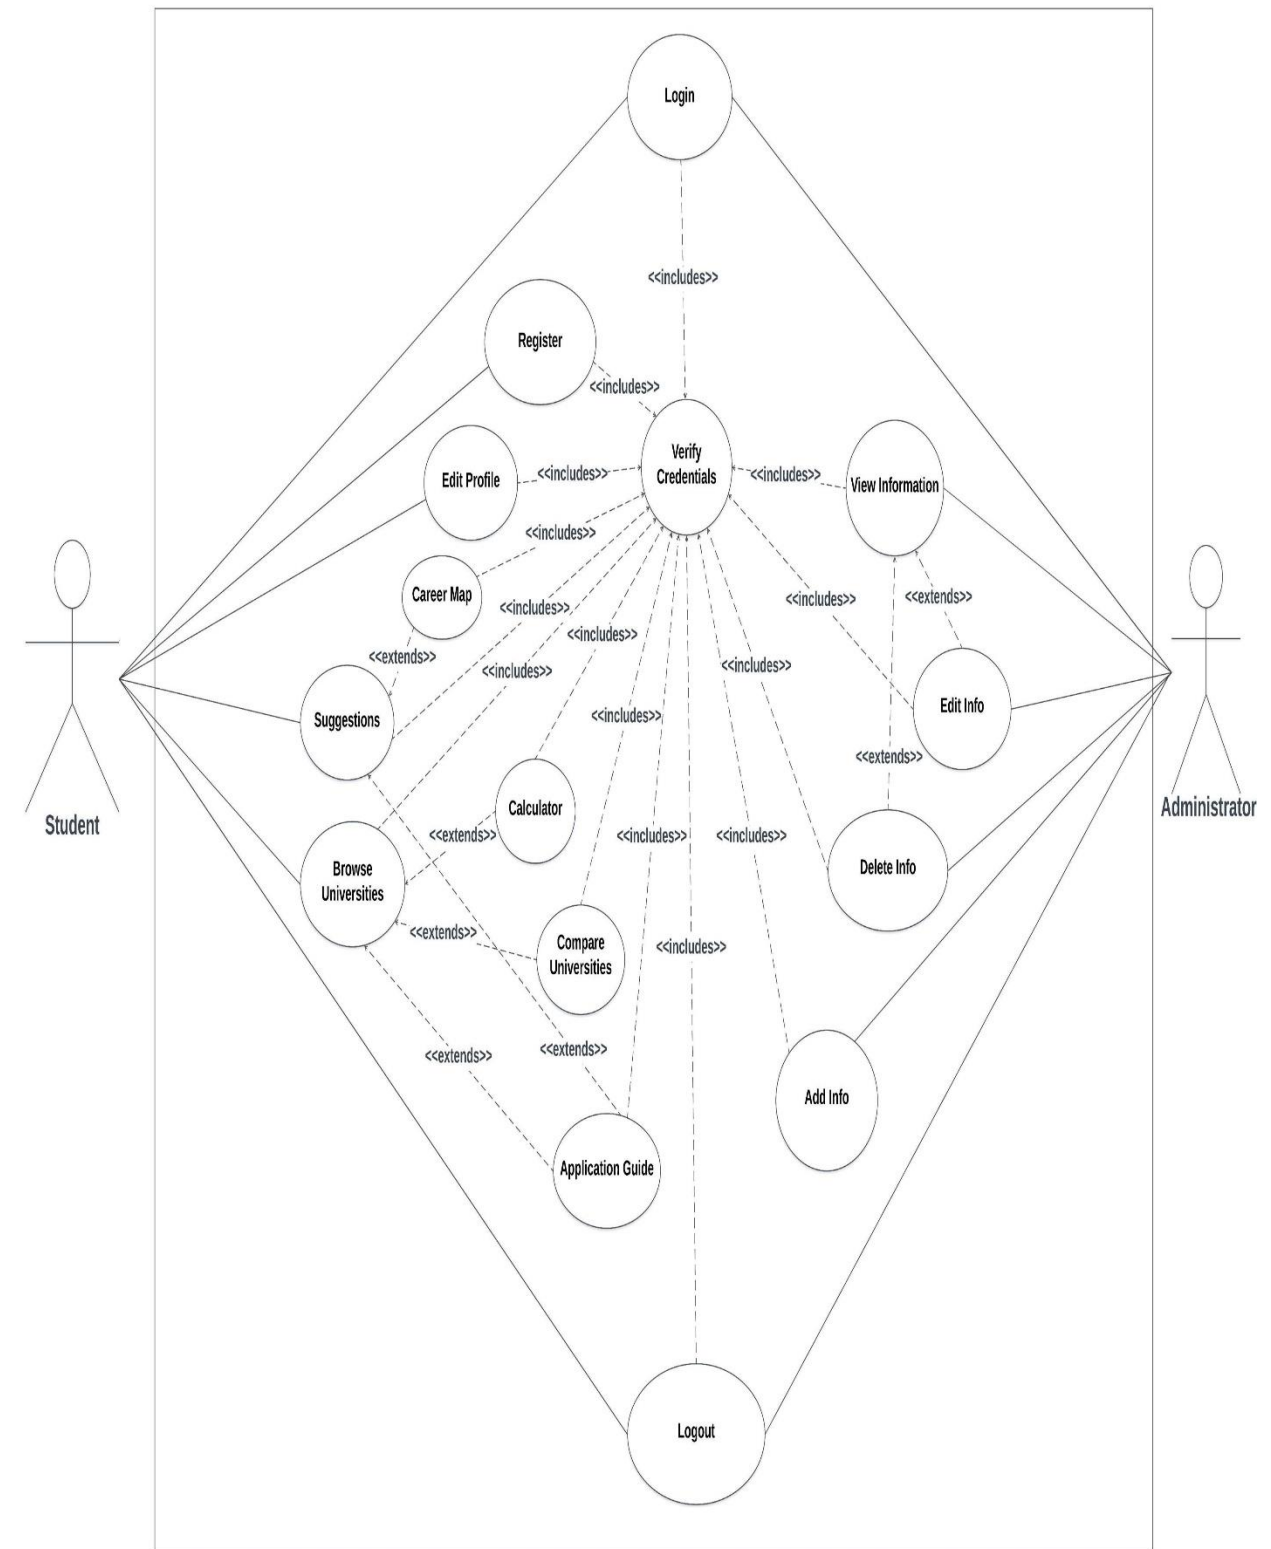 Login
<<includes>>
Register
<<includes>>
Verify
Credentials
Edit Profile
<<includes>>
<<includes>>
View Information
<<includes>>
Career Map
<<includes>>
<<includes>>
<<extends>>
<<includes>>
<<extends>>
<<includes>>
<<includes>>
Suggestions
<<includes>>
Edit Info
<<extends>>
Calculator
Administrator
Student
<<extends>>
<<includes>>
<<includes>>
Browse
Universities
Delete Info
<<extends>>
Compare
Universities
<<includes>>
<<extends>>
<<extends>>
Add Info
Application Guide
Logout